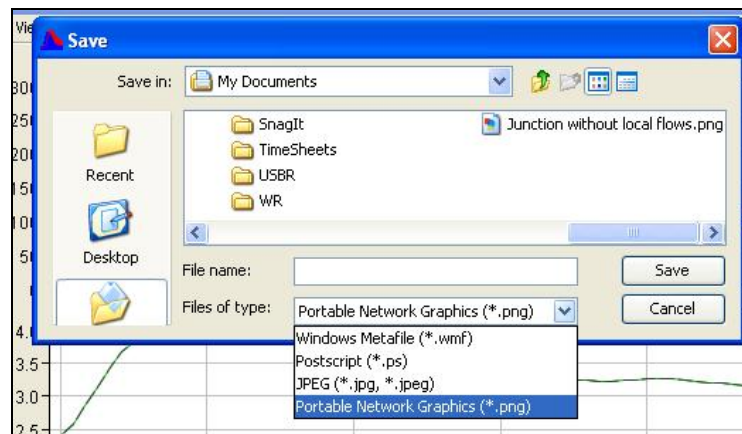 Vie
Save
Save in:
My Documents
SnagIt
Junction without local flows.png
TimeSheets
USBR
WR
Recent
Desktop
File name:
Save
Files of type:
Portable Network Graphics (*.png)
Cancel
Windows Metafile (*.wmf)
Postscript (*.ps)
JPEG (*.jpg, *.jpeg)
Portable Network Graphics (*.png)
3.5
3.0
2.5